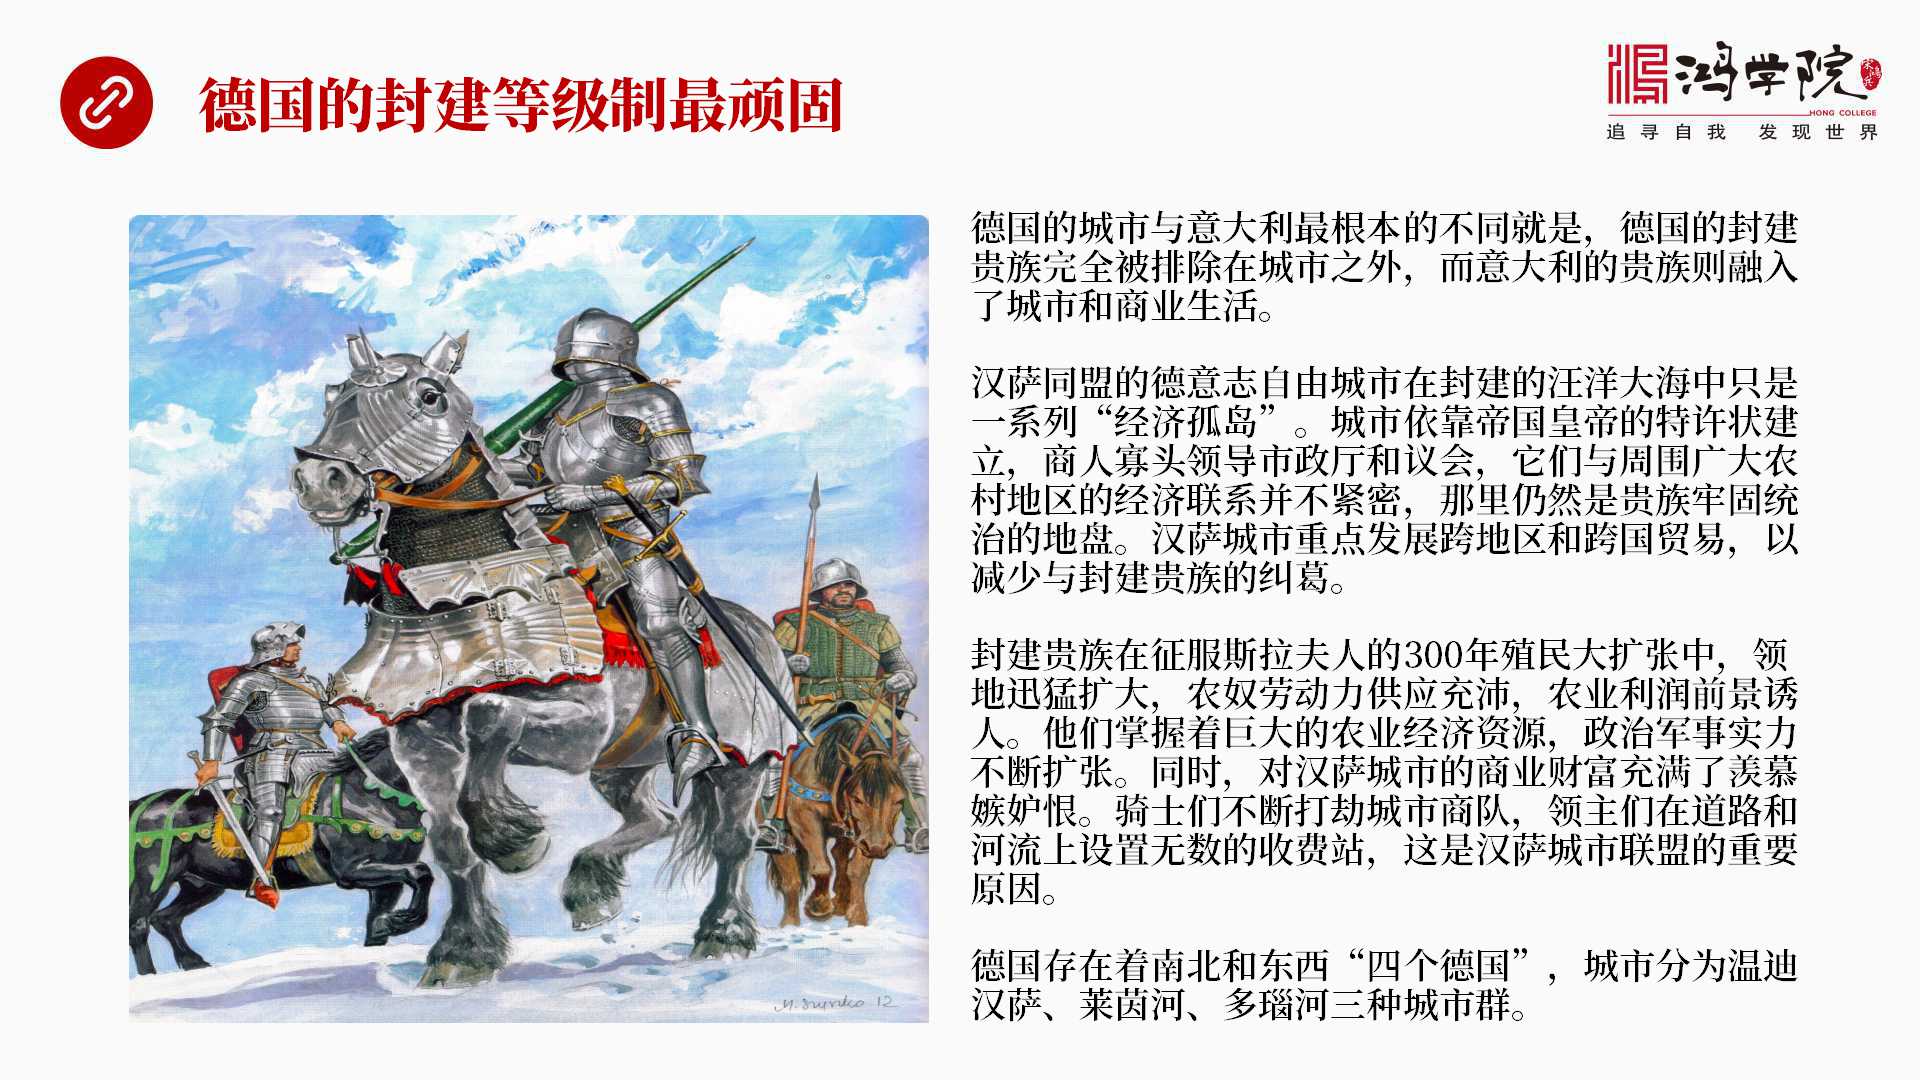 德国的封建等级制最顽固
鸿学院
宋鸿兵
HONG COLLEGE
追寻自我 发现世界
德国的城市与意大利最根本的不同就是，德国的封建
贵族完全被排除在城市之外，而意大利的贵族则融入
了城市和商业生活。
汉萨同盟的德意志自由城市在封建的汪洋大海中只是
一系列“经济孤岛”。城市依靠帝国皇帝的特许状建
立，商人寡头领导市政厅和议会，它们与周围广大农
村地区的经济联系并不紧密，那里仍然是贵族牢固统
治的地盘。汉萨城市重点发展跨地区和跨国贸易，以
减少与封建贵族的纠葛。
封建贵族在征服斯拉夫人的300年殖民大扩张中，领
地迅猛扩大，农奴劳动力供应充沛，农业利润前景诱
人。他们掌握着巨大的农业经济资源，政治军事实力
不断扩张。同时，对汉萨城市的商业财富充满了羡慕
嫉妒恨。骑士们不断打劫城市商队，领主们在道路和
河流上设置无数的收费站，这是汉萨城市联盟的重要
原因。
德国存在着南北和东西“四个德国”，城市分为温迪
汉萨、莱茵河、多瑙河三种城市群。